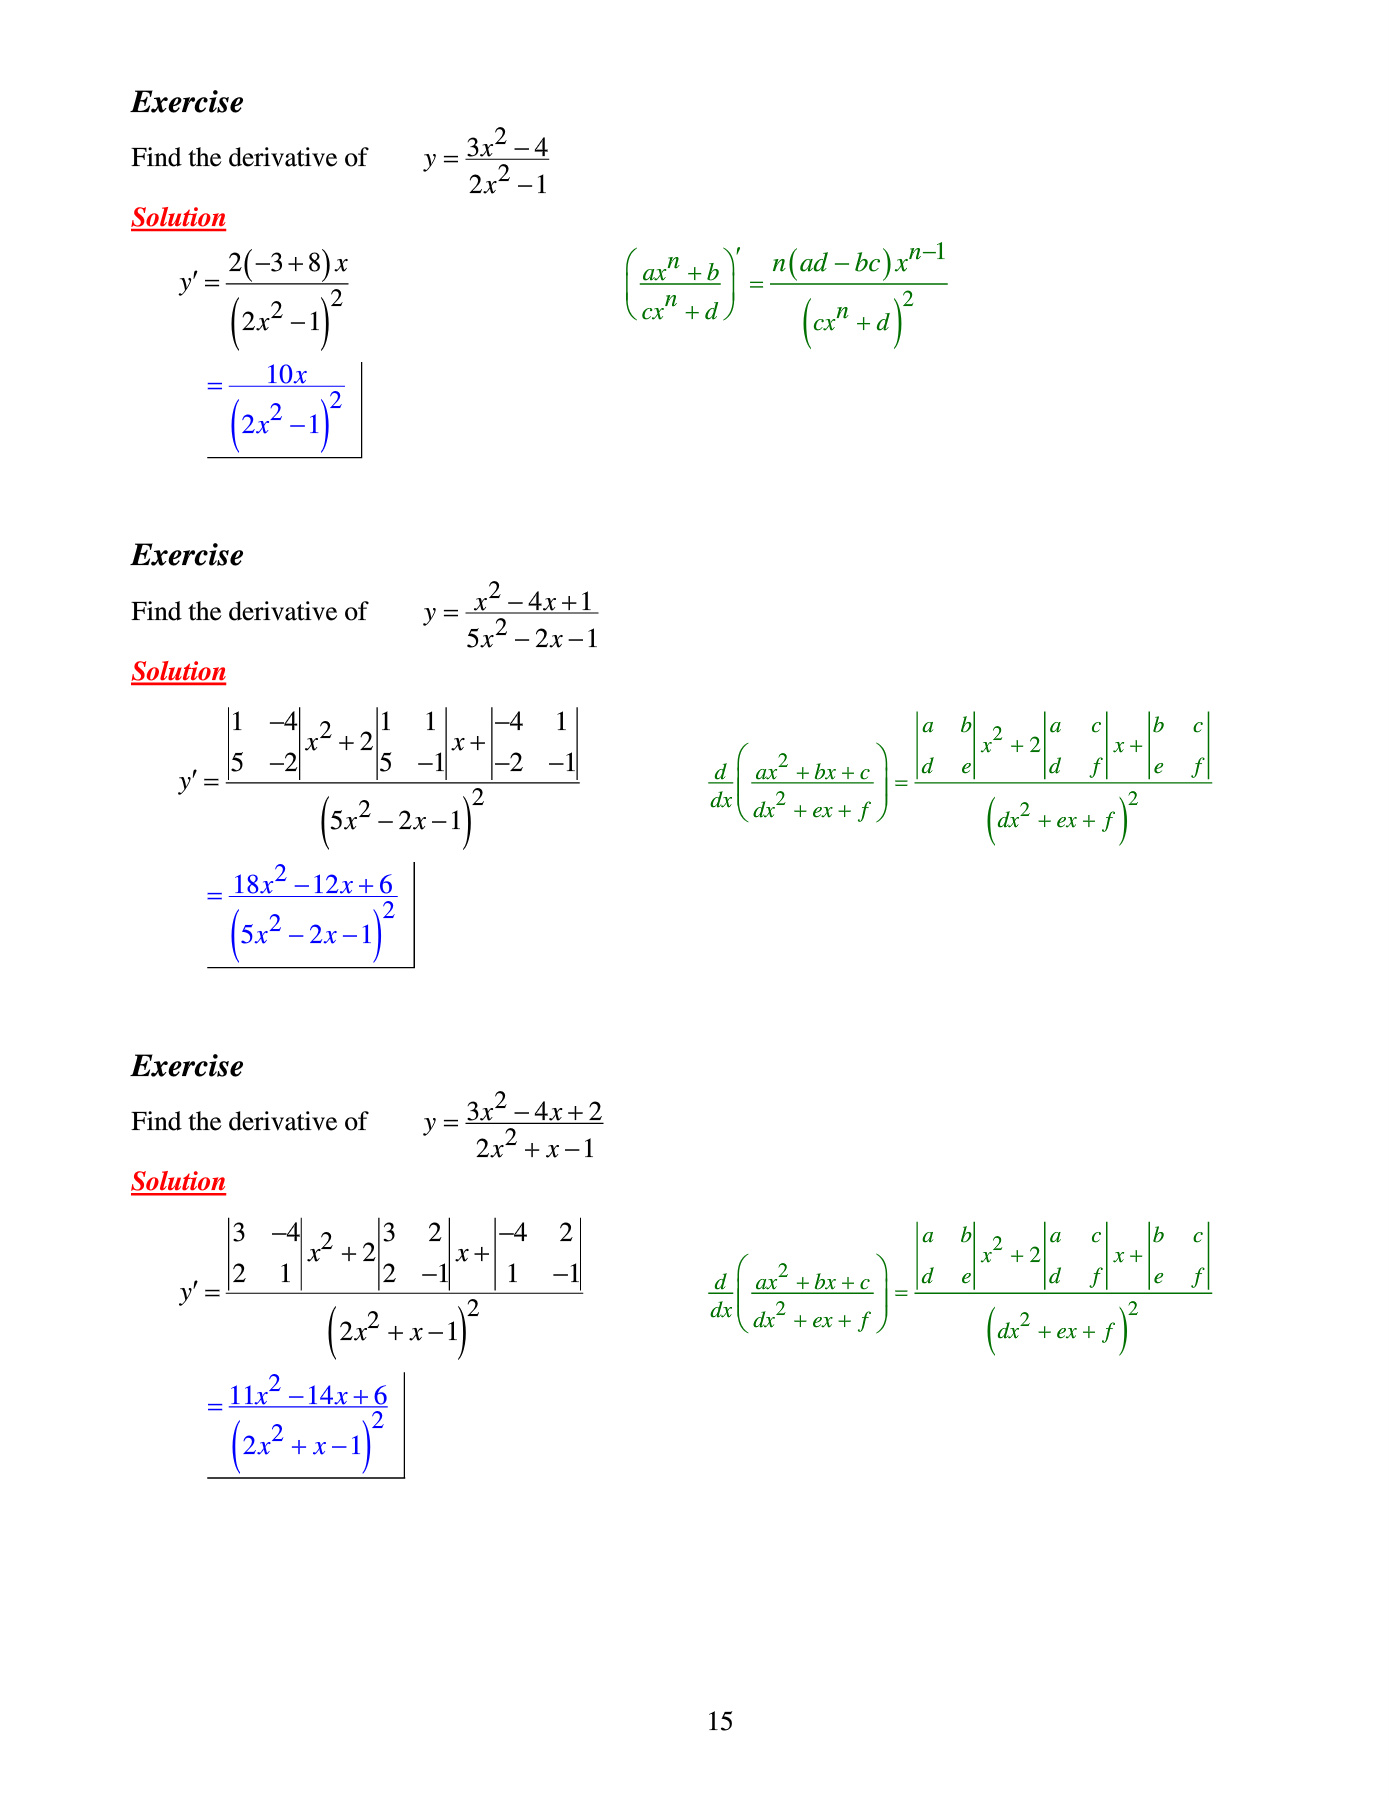 Exercise
Find the derivative of y = \frac{3x^2 - 4}{2x^2 - 1}
Solution
y' = \frac{2(-3+8)x}{(2x^2-1)^2} \left(\frac{ax^n+b}{cx^n+d}\right)' = \frac{n(ad-bc)x^{n-1}}{(cx^n+d)^2}
= \frac{10x}{(2x^2-1)^2}
Exercise
Find the derivative of y = \frac{x^2-4x+1}{5x^2-2x-1}
Solution
y' = \frac{\begin{vmatrix}1 & -4\\5 & -2\end{vmatrix}x^2+2\begin{vmatrix}1 & 1\\5 & -1\end{vmatrix}x+\begin{vmatrix}-4 & 1\\-2 & -1\end{vmatrix}}{(5x^2-2x-1)^2} \frac{d}{dx}\left(\frac{ax^2+bx+c}{dx^2+ex+f}\right) = \frac{\begin{vmatrix}a & b\\d & e\end{vmatrix}x^2+2\begin{vmatrix}a & c\\d & f\end{vmatrix}x+\begin{vmatrix}b & c\\e & f\end{vmatrix}}{(dx^2+ex+f)^2}
= \frac{18x^2-12x+6}{(5x^2-2x-1)^2}
Exercise
Find the derivative of y = \frac{3x^2-4x+2}{2x^2+x-1}
Solution
y' = \frac{\begin{vmatrix}3 & -4\\2 & 1\end{vmatrix}x^2+2\begin{vmatrix}3 & 2\\2 & -1\end{vmatrix}x+\begin{vmatrix}-4 & 2\\1 & -1\end{vmatrix}}{(2x^2+x-1)^2} \frac{d}{dx}\left(\frac{ax^2+bx+c}{dx^2+ex+f}\right) = \frac{\begin{vmatrix}a & b\\d & e\end{vmatrix}x^2+2\begin{vmatrix}a & c\\d & f\end{vmatrix}x+\begin{vmatrix}b & c\\e & f\end{vmatrix}}{(dx^2+ex+f)^2}
= \frac{11x^2-14x+6}{(2x^2+x-1)^2}
15